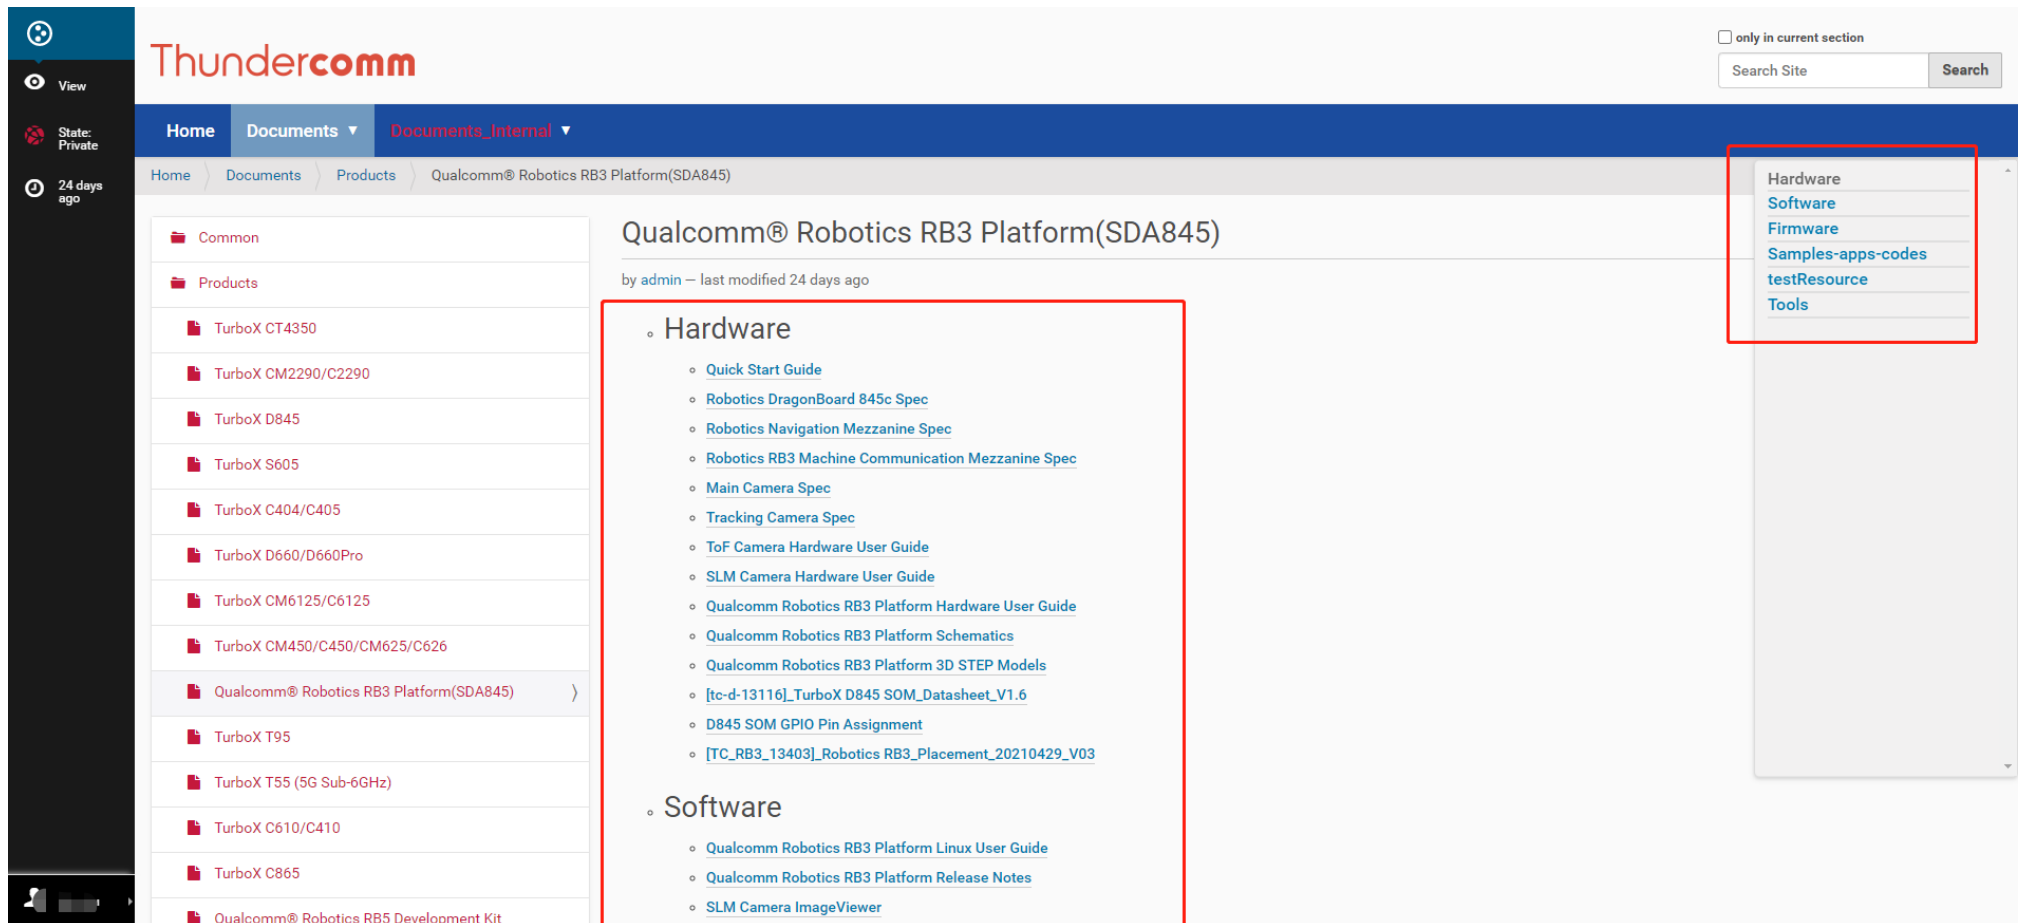 View
State:
Private
24 days
ago
Thundercomm
only in current section
Search Site
Search
Home
Documents ▼
Documents_Internal ▼
Home
Documents
Products
Qualcomm® Robotics RB3 Platform(SDA845)
Common
Products
TurboX CT4350
TurboX CM2290/C2290
TurboX D845
TurboX S605
TurboX C404/C405
TurboX D660/D660Pro
TurboX CM6125/C6125
TurboX CM450/C450/CM625/C626
Qualcomm® Robotics RB3 Platform(SDA845)
TurboX T95
TurboX T55 (5G Sub-6GHz)
TurboX C610/C410
TurboX C865
Qualcomm® Robotics RB5 Development Kit
Qualcomm® Robotics RB3 Platform(SDA845)
by admin — last modified 24 days ago
Hardware
Quick Start Guide
Robotics DragonBoard 845c Spec
Robotics Navigation Mezzanine Spec
Robotics RB3 Machine Communication Mezzanine Spec
Main Camera Spec
Tracking Camera Spec
ToF Camera Hardware User Guide
SLM Camera Hardware User Guide
Qualcomm Robotics RB3 Platform Hardware User Guide
Qualcomm Robotics RB3 Platform Schematics
Qualcomm Robotics RB3 Platform 3D STEP Models
[tc-d-13116]_TurboX D845 SOM_Datasheet_V1.6
D845 SOM GPIO Pin Assignment
[TC_RB3_13403]_Robotics RB3_Placement_20210429_V03
Software
Qualcomm Robotics RB3 Platform Linux User Guide
Qualcomm Robotics RB3 Platform Release Notes
SLM Camera ImageViewer
Hardware
Software
Firmware
Samples-apps-codes
testResource
Tools